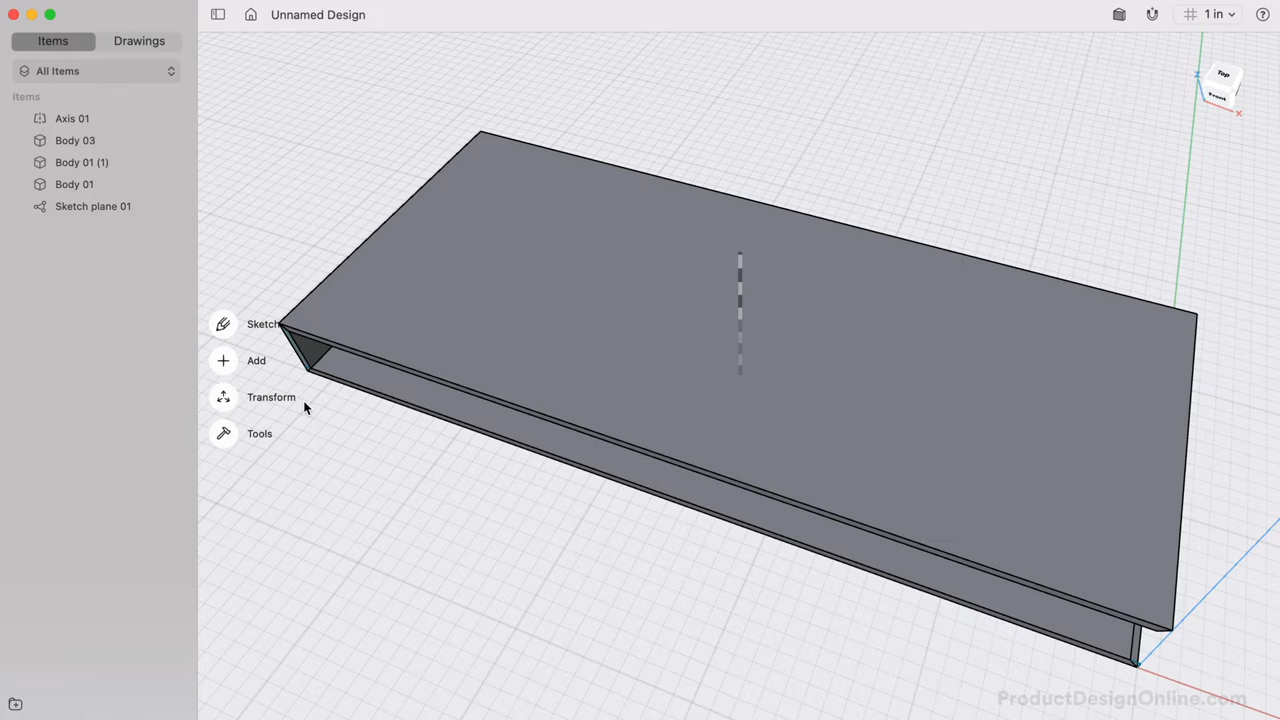 Unnamed Design
1 in
Items
Drawings
All Items
Items
Axis 01
Body 03
Body 01 (1)
Body 01
Sketch plane 01
Sketch
Add
Transform
Tools
Top
Front
Z
X
ProductDesignOnline.com